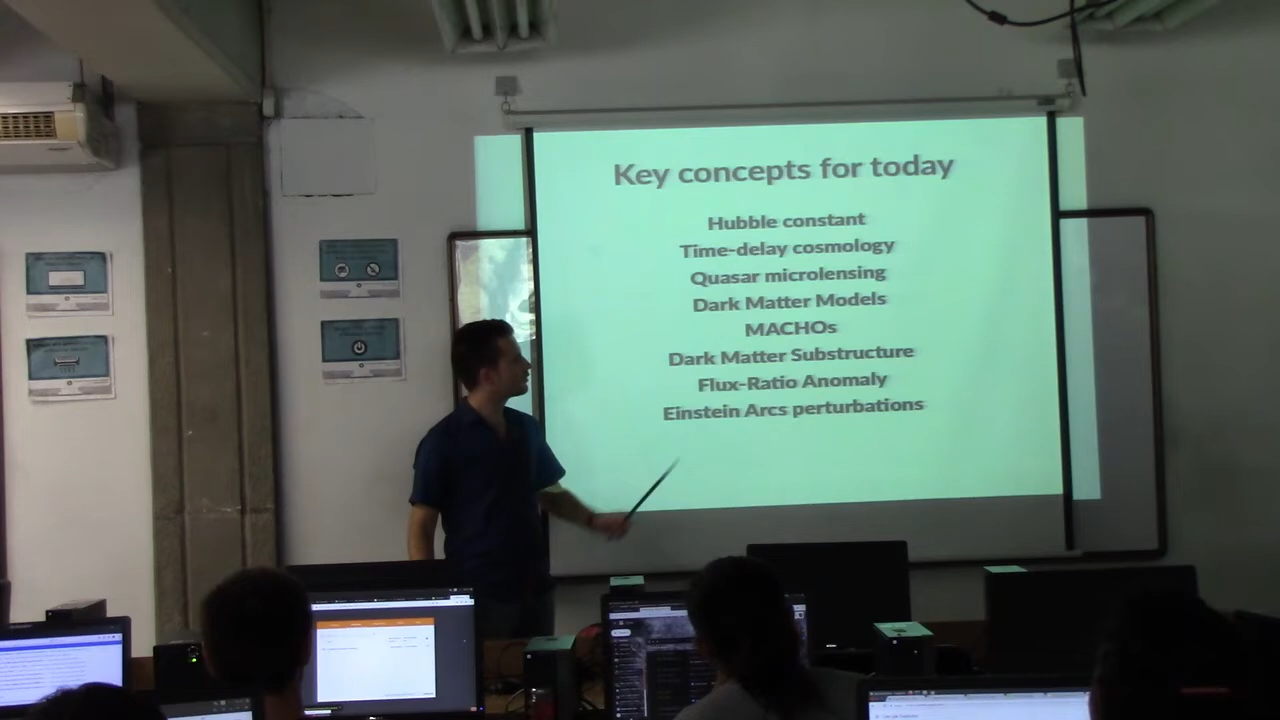 Key concepts for today
Hubble constant
Time-delay cosmology
Quasar microlensing
Dark Matter Models
MACHOs
Dark Matter Substructure
Flux-Ratio Anomaly
Einstein Arcs perturbations